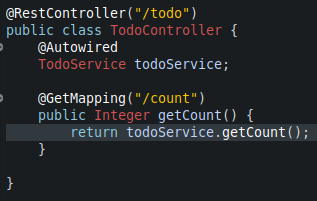 @RestController("/todo")
public class TodoController {
    @Autowired
    TodoService todoService;

    @GetMapping("/count")
    public Integer getCount() {
        return todoService.getCount();
    }

}